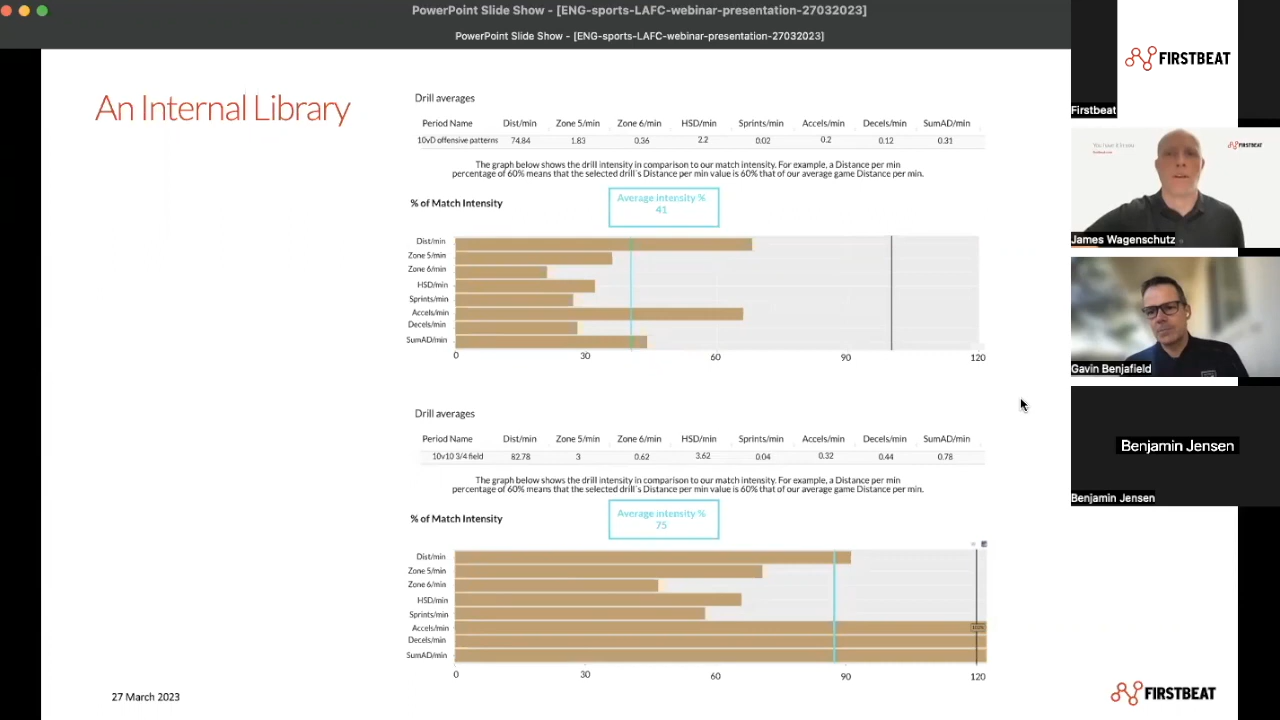 PowerPoint Slide Show - [ENG-sports-LAFC-webinar-presentation-27032023]
PowerPoint Slide Show - [ENG-sports-LAFC-webinar-presentation-27032023]
An Internal Library
Drill averages
Period Name Dist/min Zone 5/min Zone 6/min HSD/min Sprints/min Accels/min Decels/min SumAD/min
10vD offensive patterns 74.84 1.83 0.36 2.2 0.02 0.2 0.12 0.31
The graph below shows the drill intensity in comparison to our match intensity. For example, a Distance per min
percentage of 60% means that the selected drill's Distance per min value is 60% that of our average game Distance per min.
% of Match Intensity
Average intensity %
41
Dist/min
Zone 5/min
Zone 6/min
HSD/min
Sprints/min
Accels/min
Decels/min
SumAD/min
0 30 60 90 120
Drill averages
Period Name Dist/min Zone 5/min Zone 6/min HSD/min Sprints/min Accels/min Decels/min SumAD/min
10v10 3/4 field 82.78 3 0.62 3.62 0.04 0.32 0.44 0.78
The graph below shows the drill intensity in comparison to our match intensity. For example, a Distance per min
percentage of 60% means that the selected drill's Distance per min value is 60% that of our average game Distance per min.
% of Match Intensity
Average intensity %
75
Dist/min
Zone 5/min
Zone 6/min
HSD/min
Sprints/min
Accels/min
Decels/min
SumAD/min
0 30 60 90 120
27 March 2023
FIRSTBEAT
Firstbeat
FIRSTBEAT
James Wagenschutz
Gavin Benjafield
Benjamin Jensen
Benjamin Jensen
FIRSTBEAT